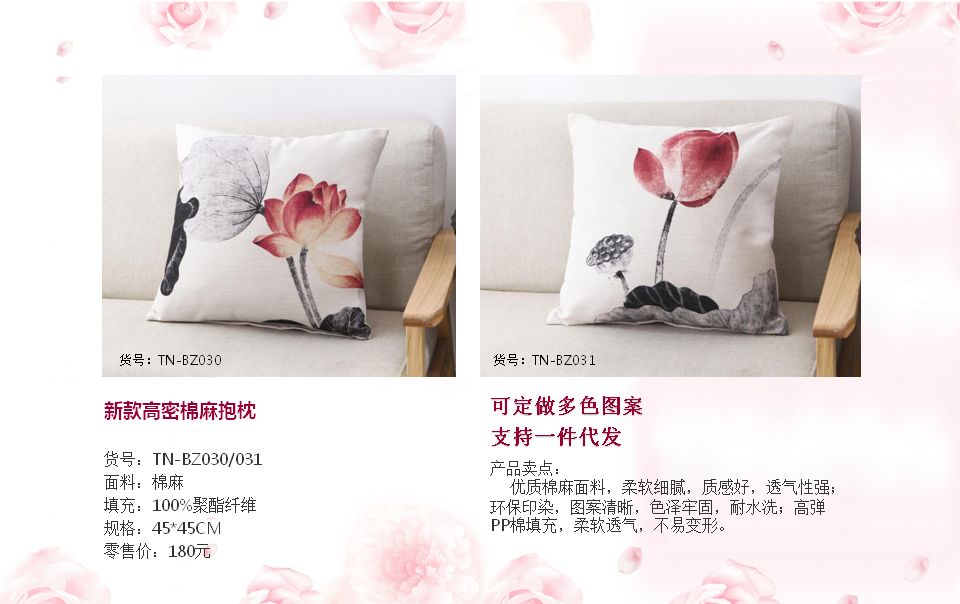 货号：TN-BZ030
货号：TN-BZ031
新款高密棉麻抱枕
货号：TN-BZ030/031
面料：棉麻
填充：100%聚酯纤维
规格：45*45CM
零售价：180元
可定做多色图案
支持一件代发
产品卖点：
优质棉麻面料，柔软细腻，质感好，透气性强；
环保印染，图案清晰，色泽牢固，耐水洗；高弹
PP棉填充，柔软透气，不易变形。